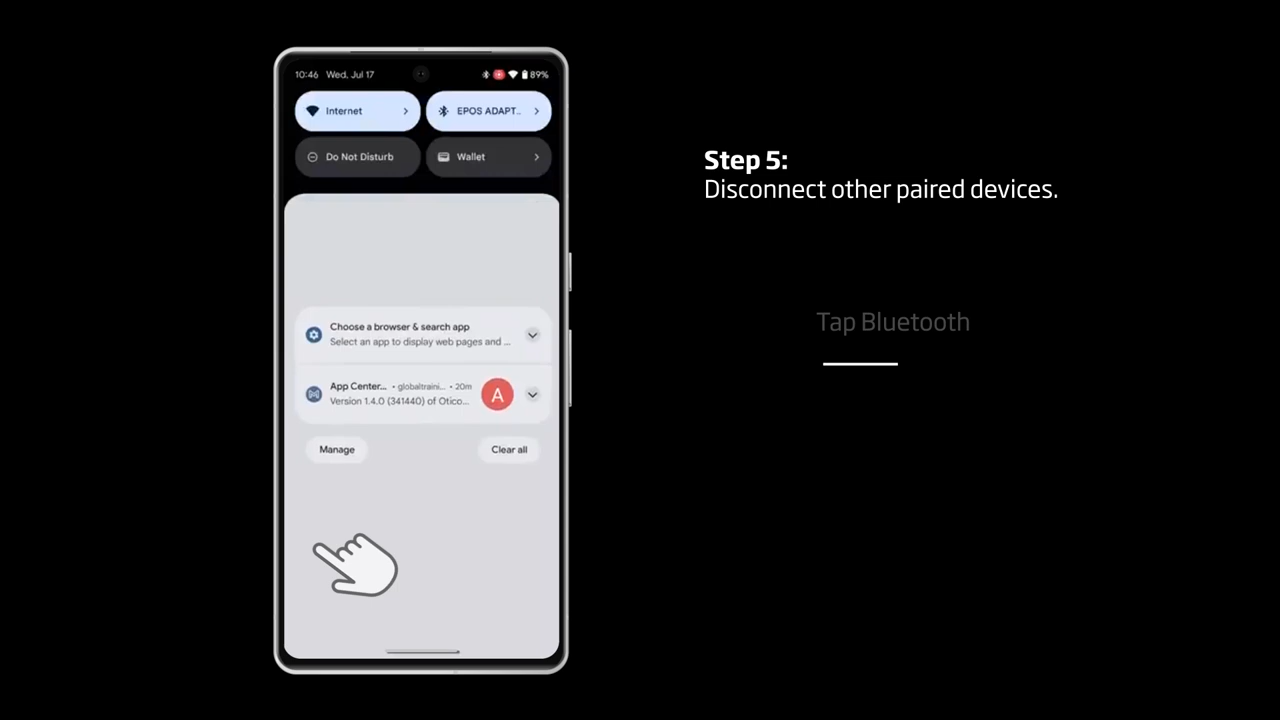 10:46 Wed, Jul 17 89%
Internet
EPOS ADAPT..
Do Not Disturb
Wallet
Choose a browser & search app
Select an app to display web pages and ...
App Center... • globaltraini... • 20m
Version 1.4.0 (341440) of Otico...
A
Manage
Clear all
Step 5:
Disconnect other paired devices.
Tap Bluetooth